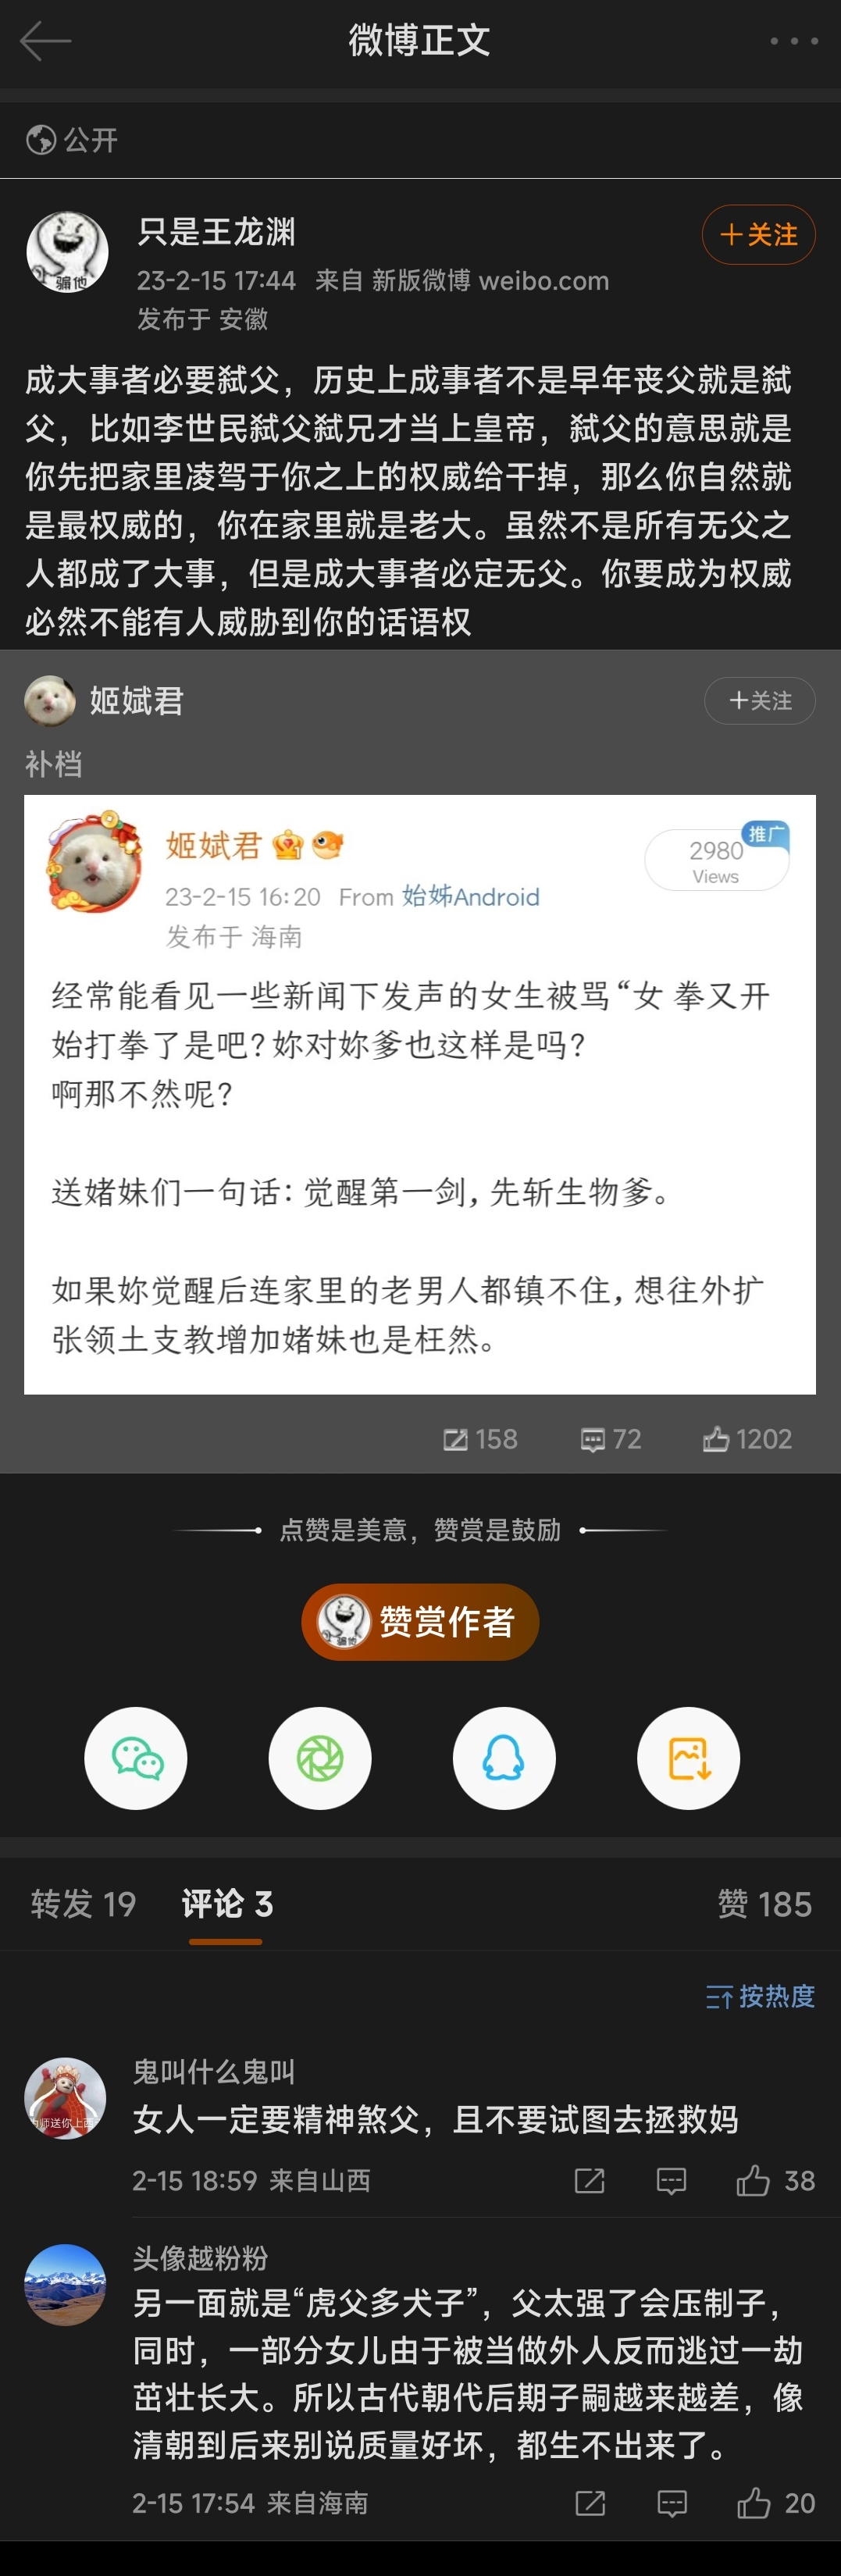 微博正文
公开
只是王龙渊
+关注
23-2-15 17:44 来自 新版微博 weibo.com
发布于 安徽
骗他
成大事者必要弑父，历史上成事者不是早年丧父就是弑
父，比如李世民弑父弑兄才当上皇帝，弑父的意思就是
你先把家里凌驾于你之上的权威给干掉，那么你自然就
是最权威的，你在家里就是老大。虽然不是所有无父之
人都成了大事，但是成大事者必定无父。你要成为权威
必然不能有人威胁到你的话语权
姬斌君
+关注
补档
姬斌君
推广
2980
Views
23-2-15 16:20 From 始姊Android
发布于 海南
经常能看见一些新闻下发声的女生被骂“女 拳又开
始打拳了是吧?妳对妳爹也这样是吗?
啊那不然呢?
送媎妹们一句话: 觉醒第一剑, 先斩生物爹。
如果妳觉醒后连家里的老男人都镇不住, 想往外扩
张领土支教增加媎妹也是枉然。
158 72 1202
点赞是美意，赞赏是鼓励
骗他
赞赏作者
转发 19 评论 3 赞 185
按热度
鬼叫什么鬼叫
师送你上西
女人一定要精神煞父，且不要试图去拯救妈
2-15 18:59 来自山西 38
头像越粉粉
另一面就是“虎父多犬子”，父太强了会压制子，
同时，一部分女儿由于被当做外人反而逃过一劫
茁壮长大。所以古代朝代后期子嗣越来越差，像
清朝到后来别说质量好坏，都生不出来了。
2-15 17:54 来自海南 20